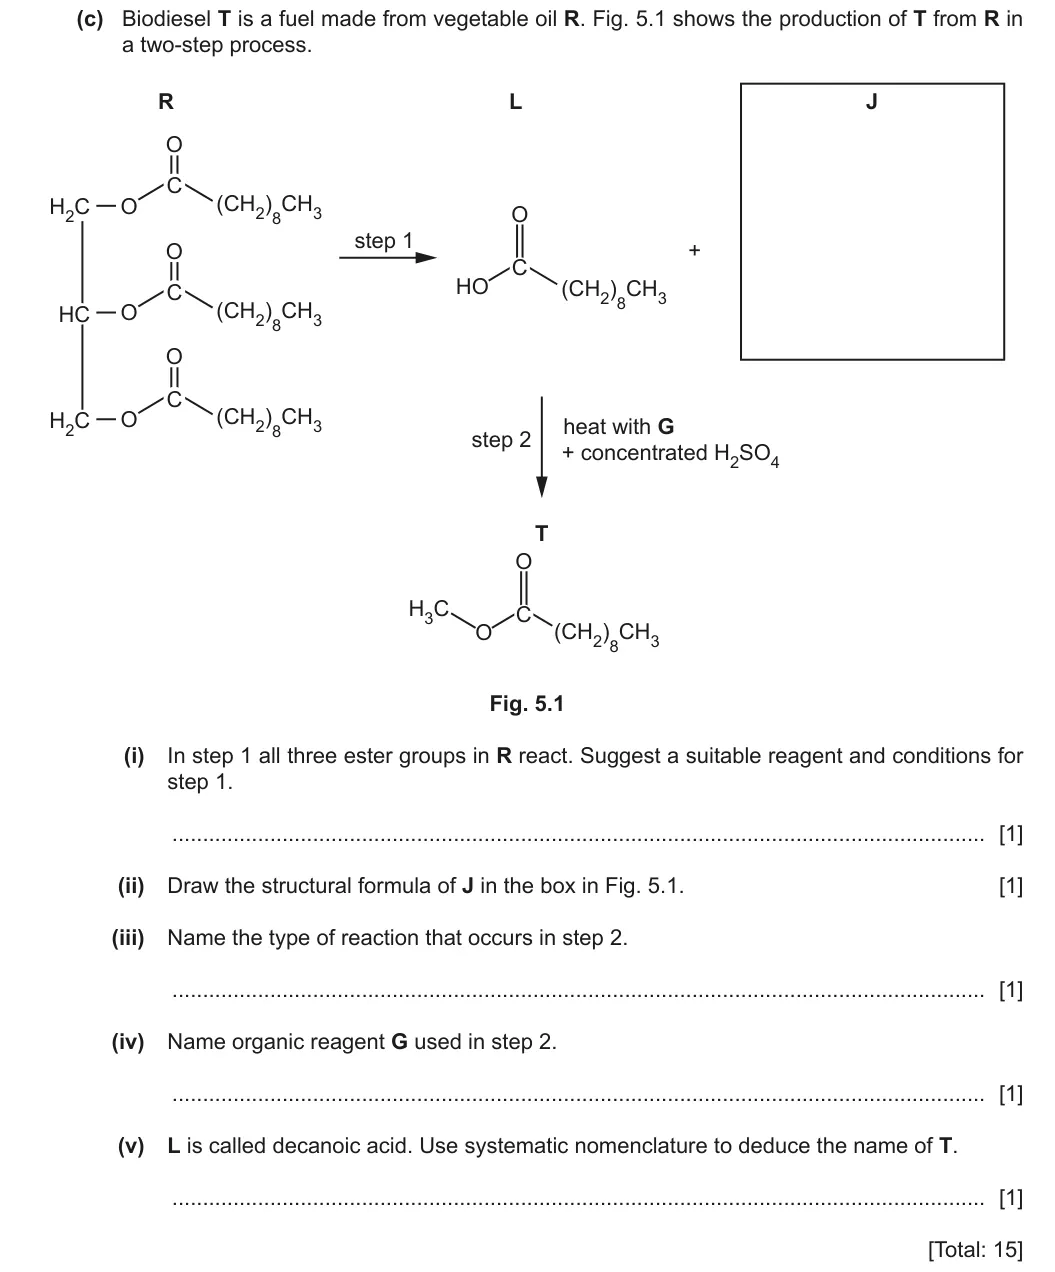 (c) Biodiesel T is a fuel made from vegetable oil R. Fig. 5.1 shows the production of T from R in
a two-step process.
R
L
J
O
C
H2C
O
(CH2)8CH3
O
C
HC
O
(CH2)8CH3
O
C
H2C
O
(CH2)8CH3
step 1
O
C
HO
(CH2)8CH3
+
step 2
heat with G
+ concentrated H2SO4
T
O
H3C
C
O
(CH2)8CH3
Fig. 5.1
(i) In step 1 all three ester groups in R react. Suggest a suitable reagent and conditions for
step 1.
[1]
(ii) Draw the structural formula of J in the box in Fig. 5.1. [1]
(iii) Name the type of reaction that occurs in step 2.
[1]
(iv) Name organic reagent G used in step 2.
[1]
(v) L is called decanoic acid. Use systematic nomenclature to deduce the name of T.
[1]
[Total: 15]